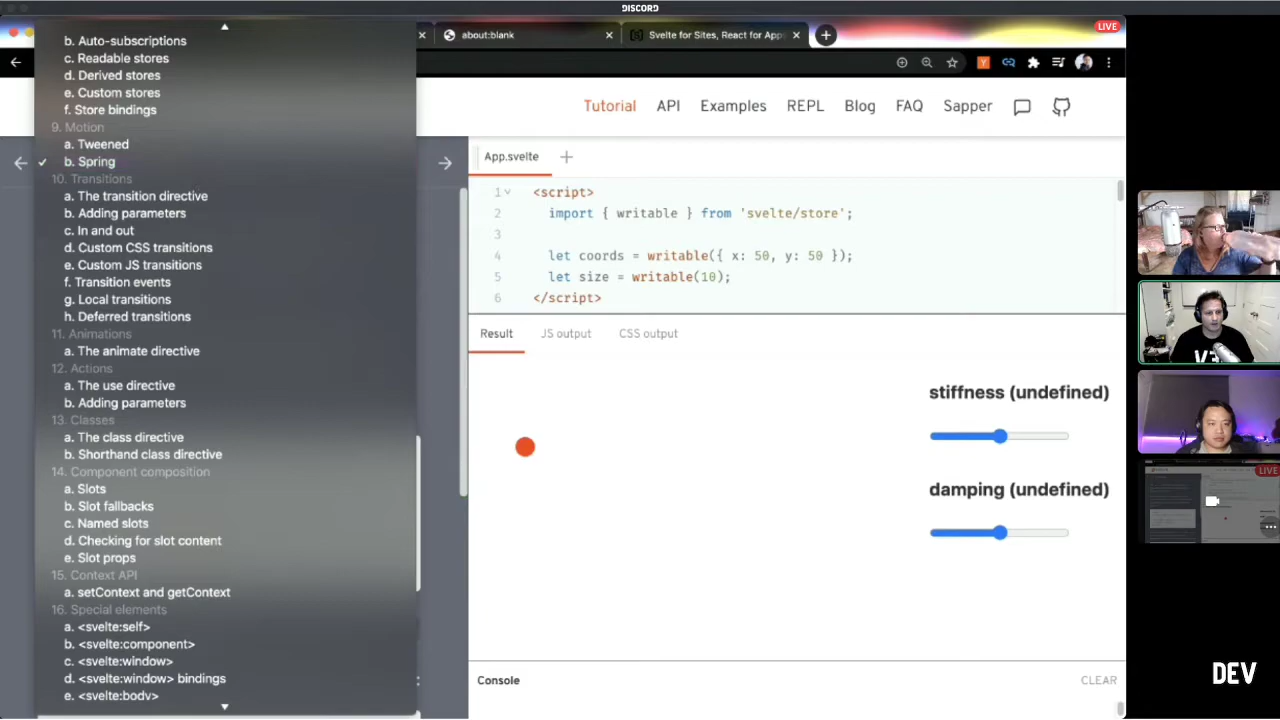 DISCORD
about:blank
Svelte for Sites, React for Apps
LIVE
b. Auto-subscriptions
c. Readable stores
d. Derived stores
e. Custom stores
f. Store bindings
9. Motion
a. Tweened
b. Spring
10. Transitions
a. The transition directive
b. Adding parameters
c. In and out
d. Custom CSS transitions
e. Custom JS transitions
f. Transition events
g. Local transitions
h. Deferred transitions
11. Animations
a. The animate directive
12. Actions
a. The use directive
b. Adding parameters
13. Classes
a. The class directive
b. Shorthand class directive
14. Component composition
a. Slots
b. Slot fallbacks
c. Named slots
d. Checking for slot content
e. Slot props
15. Context API
a. setContext and getContext
16. Special elements
a. <svelte:self>
b. <svelte:component>
c. <svelte:window>
d. <svelte:window> bindings
e. <svelte:body>
Tutorial API Examples REPL Blog FAQ Sapper
App.svelte
1 <script>
2 import { writable } from 'svelte/store';
3
4 let coords = writable({ x: 50, y: 50 });
5 let size = writable(10);
6 </script>
Result JS output CSS output
stiffness (undefined)
damping (undefined)
Console CLEAR
LIVE
DEV